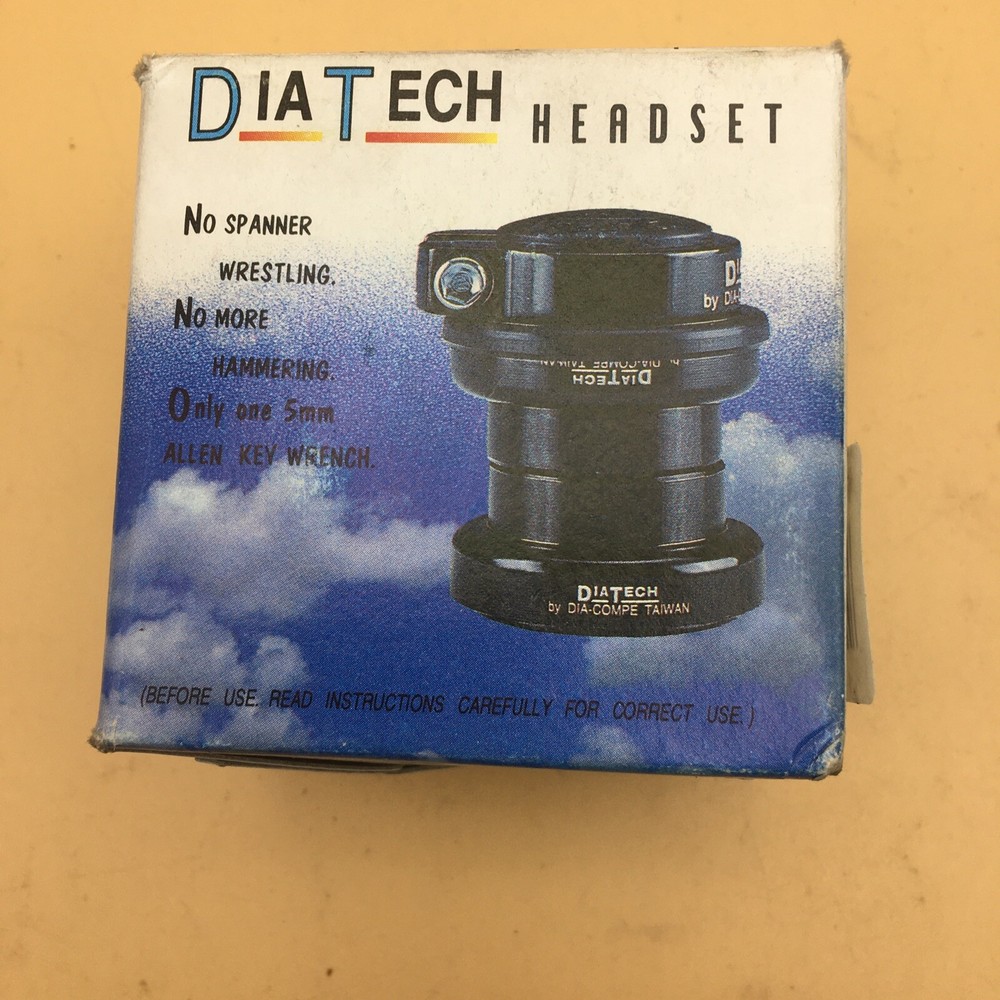 DIATECH HEADSET
NO SPANNER
WRESTLING.
NO MORE
HAMMERING.
Only one 5mm
ALLEN KEY WRENCH.
by
DIATECH
by DIA-COMPE TAIWAN
DIATECH
by DIA-COMPE TAIWAN
(BEFORE USE. READ INSTRUCTIONS CAREFULLY FOR CORRECT USE.)